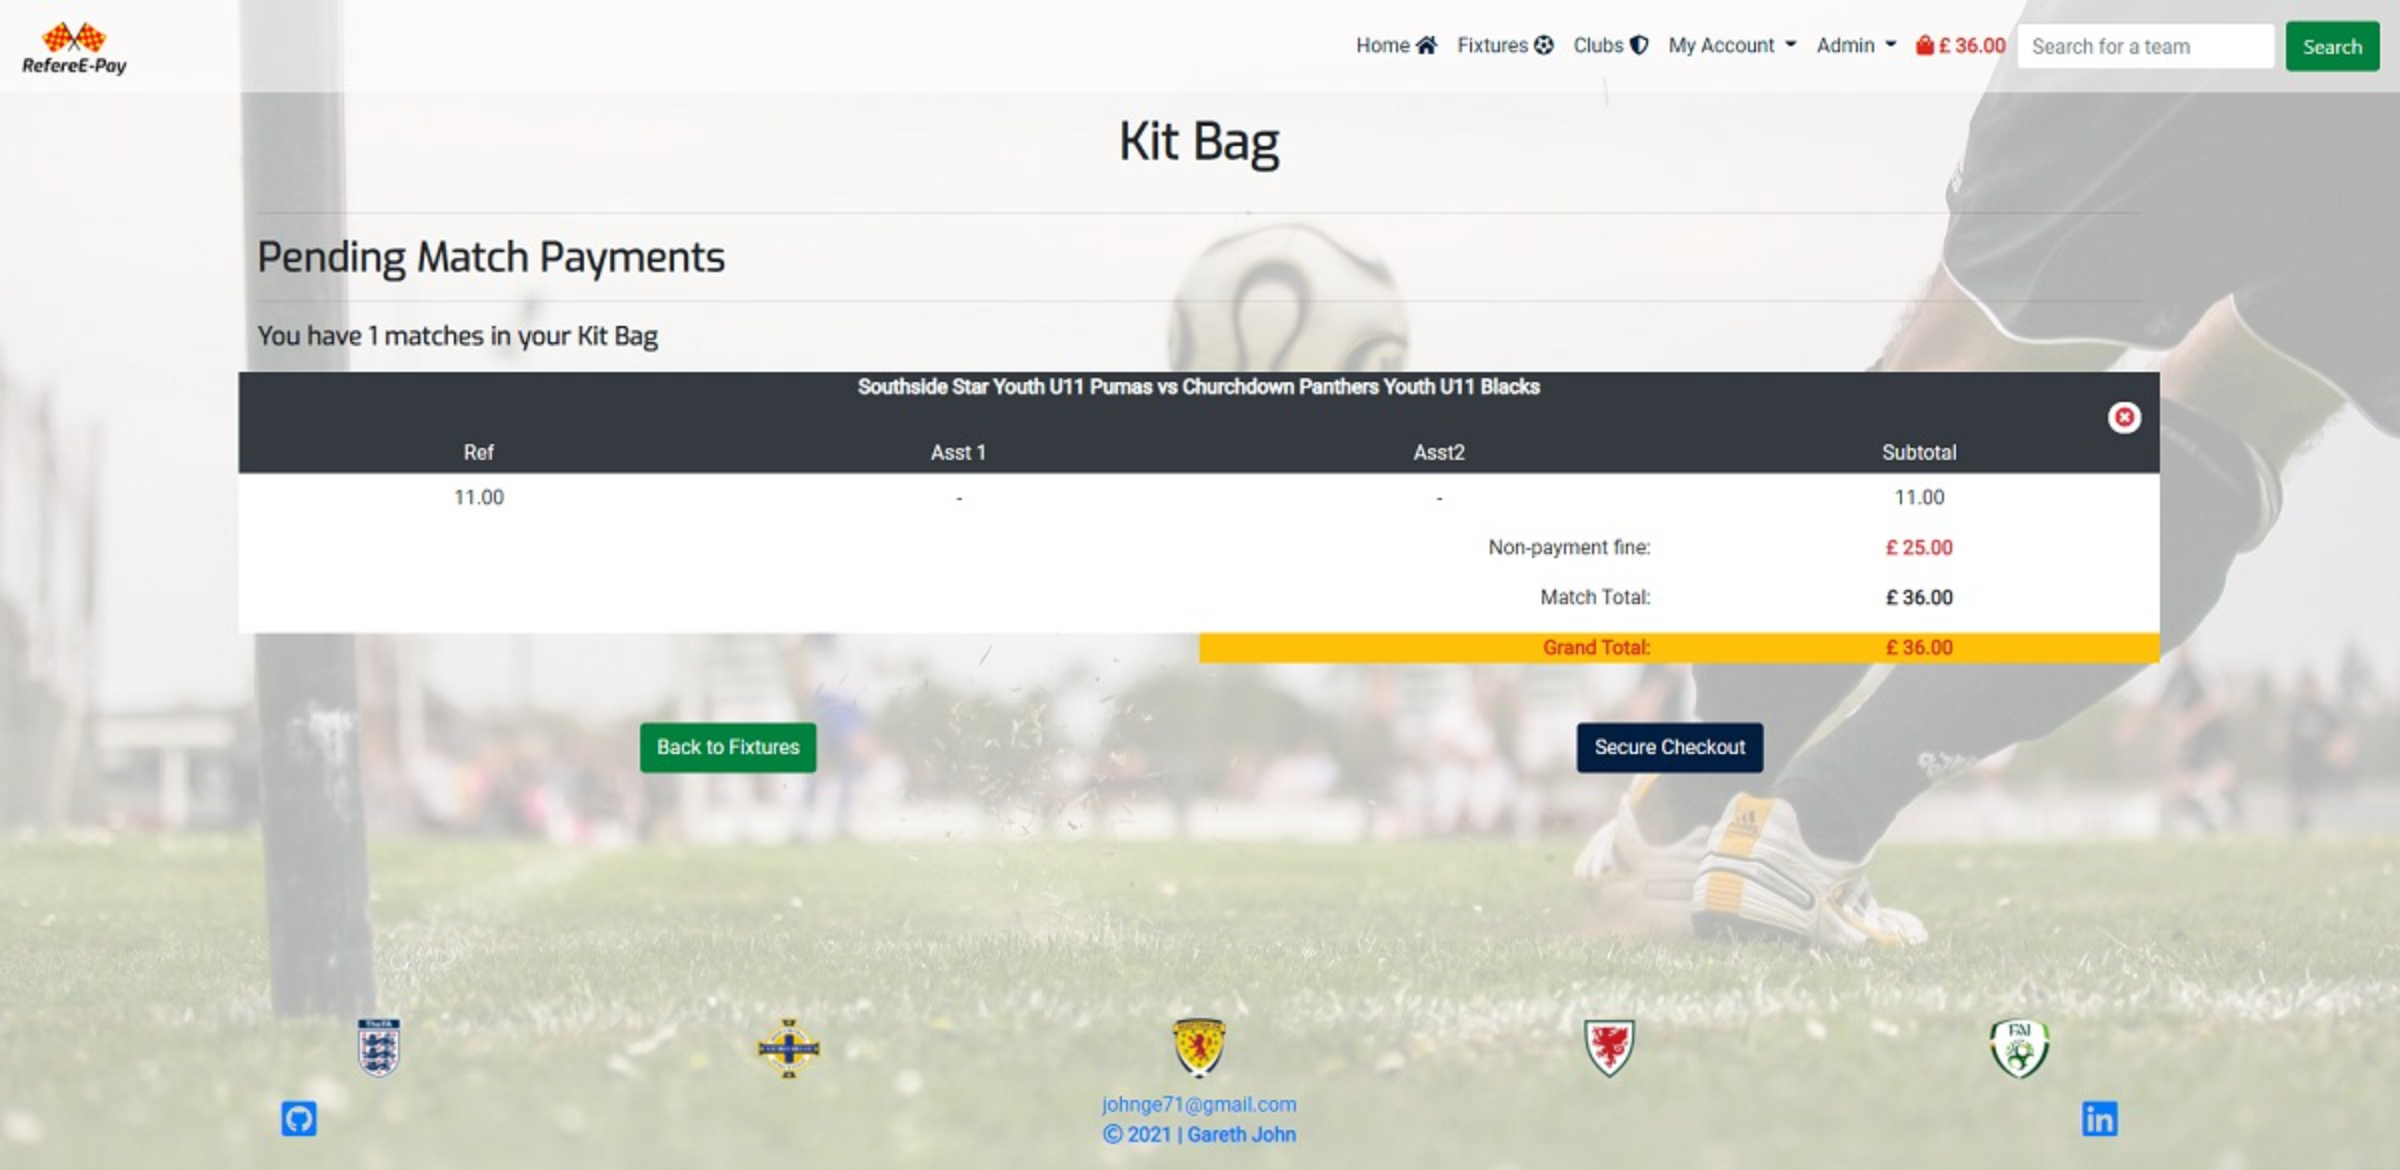 RefereE-Pay
Home Fixtures Clubs My Account Admin £ 36.00 Search for a team Search
Kit Bag
Pending Match Payments
You have 1 matches in your Kit Bag
Southside Star Youth U11 Pumas vs Churchdown Panthers Youth U11 Blacks
Ref Asst 1 Asst2 Subtotal
11.00 - - 11.00
Non-payment fine: £ 25.00
Match Total: £ 36.00
Grand Total: £ 36.00
Back to Fixtures Secure Checkout
TheFA
FAI
johnge71@gmail.com
in
© 2021 | Gareth John